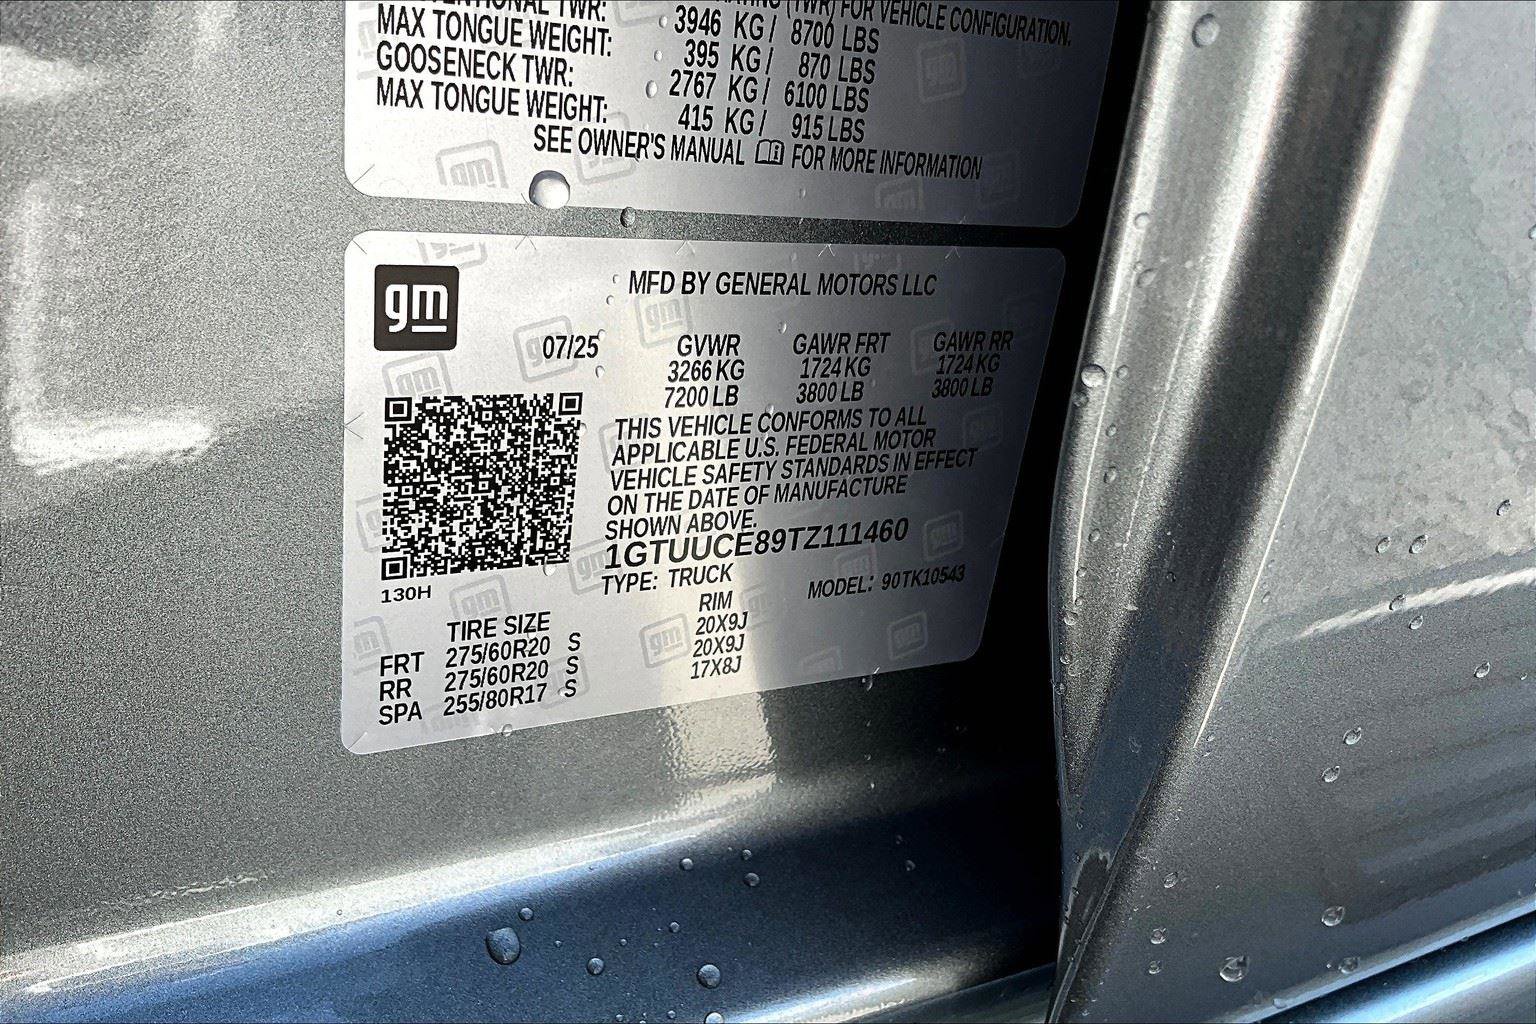 TWR:
(TWR) FOR VEHICLE CONFIGURATION.
3946 KG/ 8700 LBS
MAX TONGUE WEIGHT: 395 KG/ 870 LBS
GOOSENECK TWR: 2767 KG/ 6100 LBS
MAX TONGUE WEIGHT: 415 KG/ 915 LBS
SEE OWNER'S MANUAL FOR MORE INFORMATION
gm
MFD BY GENERAL MOTORS LLC
07/25 GVWR GAWR FRT GAWR RR
3266 KG 1724 KG 1724 KG
7200 LB 3800 LB 3800 LB
THIS VEHICLE CONFORMS TO ALL
APPLICABLE U.S. FEDERAL MOTOR
VEHICLE SAFETY STANDARDS IN EFFECT
ON THE DATE OF MANUFACTURE
SHOWN ABOVE.
1GTUUCE89TZ111460
130H
TYPE: TRUCK MODEL: 90TK10543
TIRE SIZE RIM
FRT 275/60R20 S 20X9J
RR 275/60R20 S 20X9J
SPA 255/80R17 S 17X8J